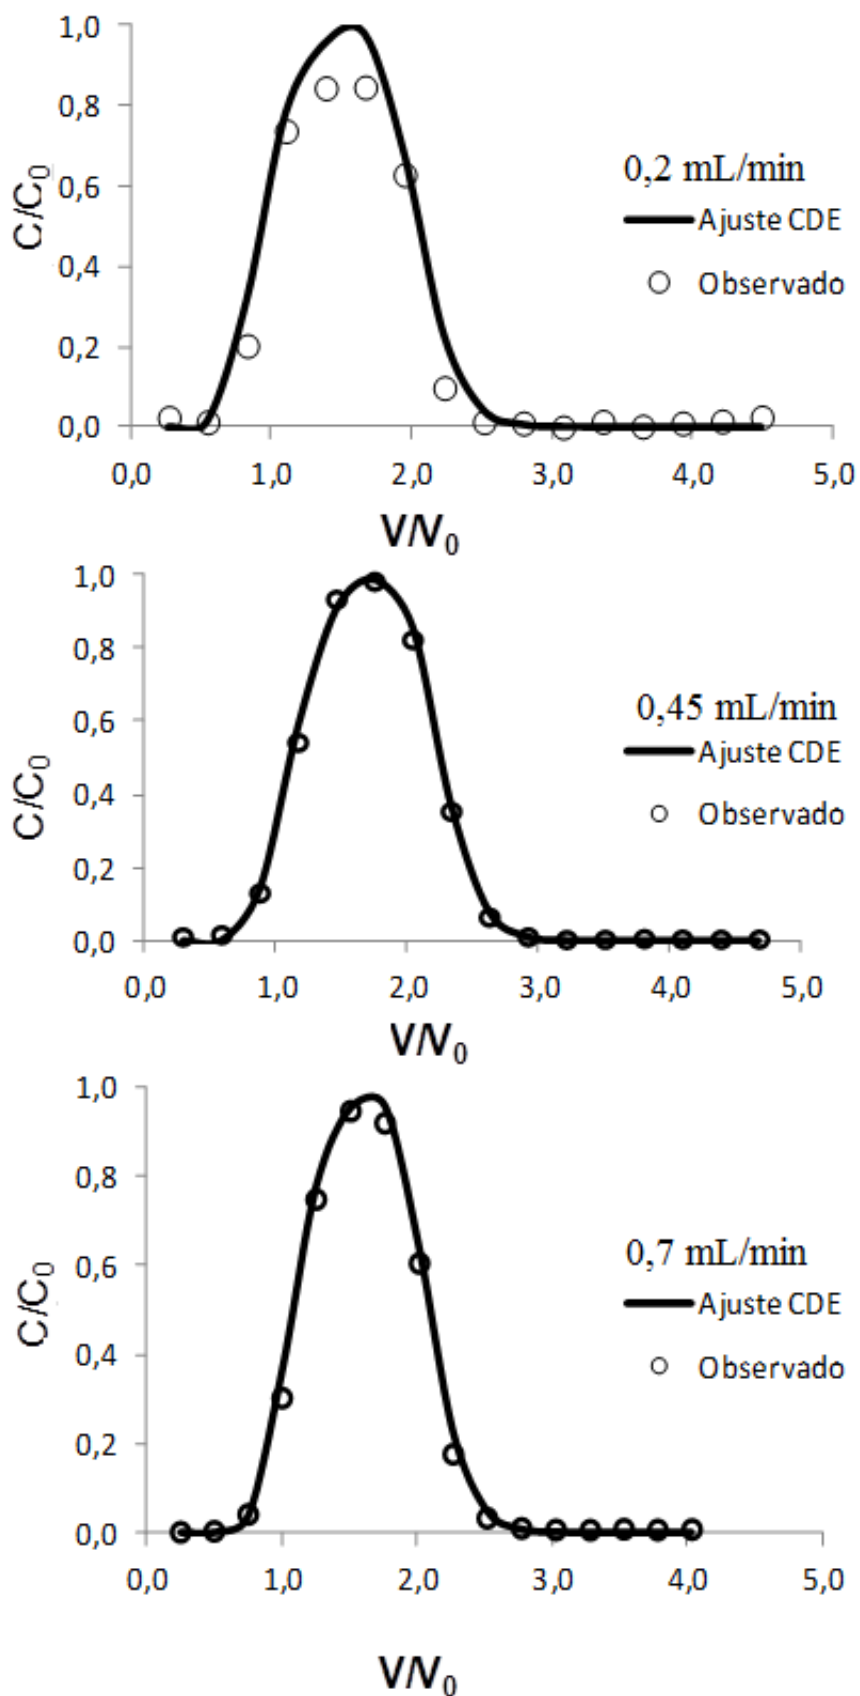 1,0
0,8
0,6
0,4
0,2
0,0
C/C0
0,2 mL/min
Ajuste CDE
Observado
0,0 1,0 2,0 3,0 4,0 5,0
V/V0
1,0
0,8
0,6
0,4
0,2
0,0
C/C0
0,45 mL/min
Ajuste CDE
Observado
0,0 1,0 2,0 3,0 4,0 5,0
V/V0
1,0
0,8
0,6
0,4
0,2
0,0
C/C0
0,7 mL/min
Ajuste CDE
Observado
0,0 1,0 2,0 3,0 4,0 5,0
V/V0